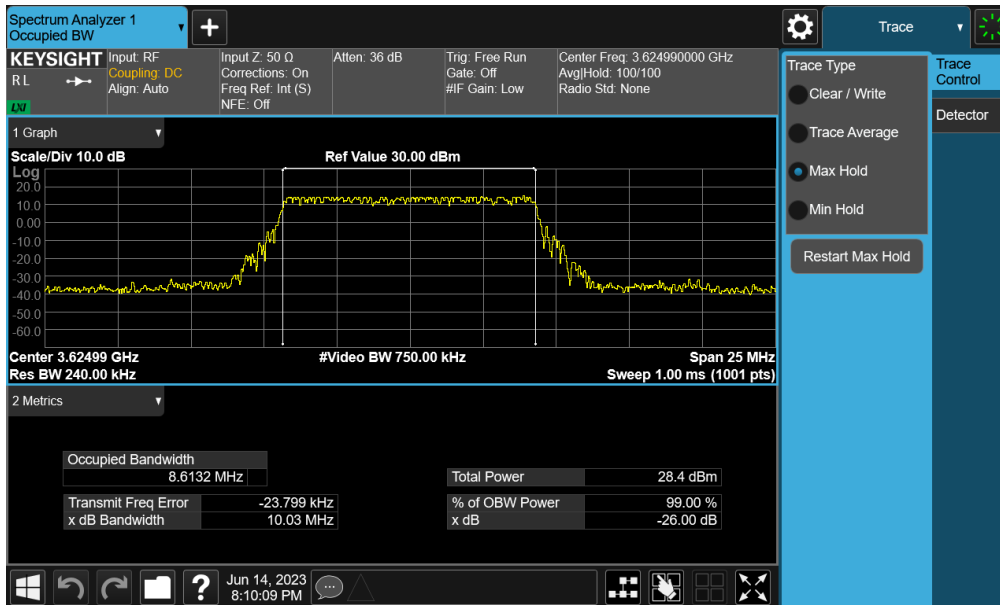 Spectrum Analyzer 1
Occupied BW
+
Trace
KEYSIGHT
R L
LXI
Input: RF
Coupling: DC
Align: Auto
Input Z: 50 Ω
Corrections: On
Freq Ref: Int (S)
NFE: Off
Atten: 36 dB
Trig: Free Run
Gate: Off
#IF Gain: Low
Center Freq: 3.624990000 GHz
Avg|Hold: 100/100
Radio Std: None
Trace Type
Clear / Write
Trace Average
Max Hold
Min Hold
Restart Max Hold
Trace
Control
Detector
1 Graph
Scale/Div 10.0 dB
Ref Value 30.00 dBm
Log
20.0
10.0
0.00
-10.0
-20.0
-30.0
-40.0
-50.0
-60.0
Center 3.62499 GHz
#Video BW 750.00 kHz
Span 25 MHz
Res BW 240.00 kHz
Sweep 1.00 ms (1001 pts)
2 Metrics
Occupied Bandwidth
8.6132 MHz
Total Power 28.4 dBm
Transmit Freq Error -23.799 kHz
% of OBW Power 99.00 %
x dB Bandwidth 10.03 MHz
x dB -26.00 dB
?
Jun 14, 2023
8:10:09 PM